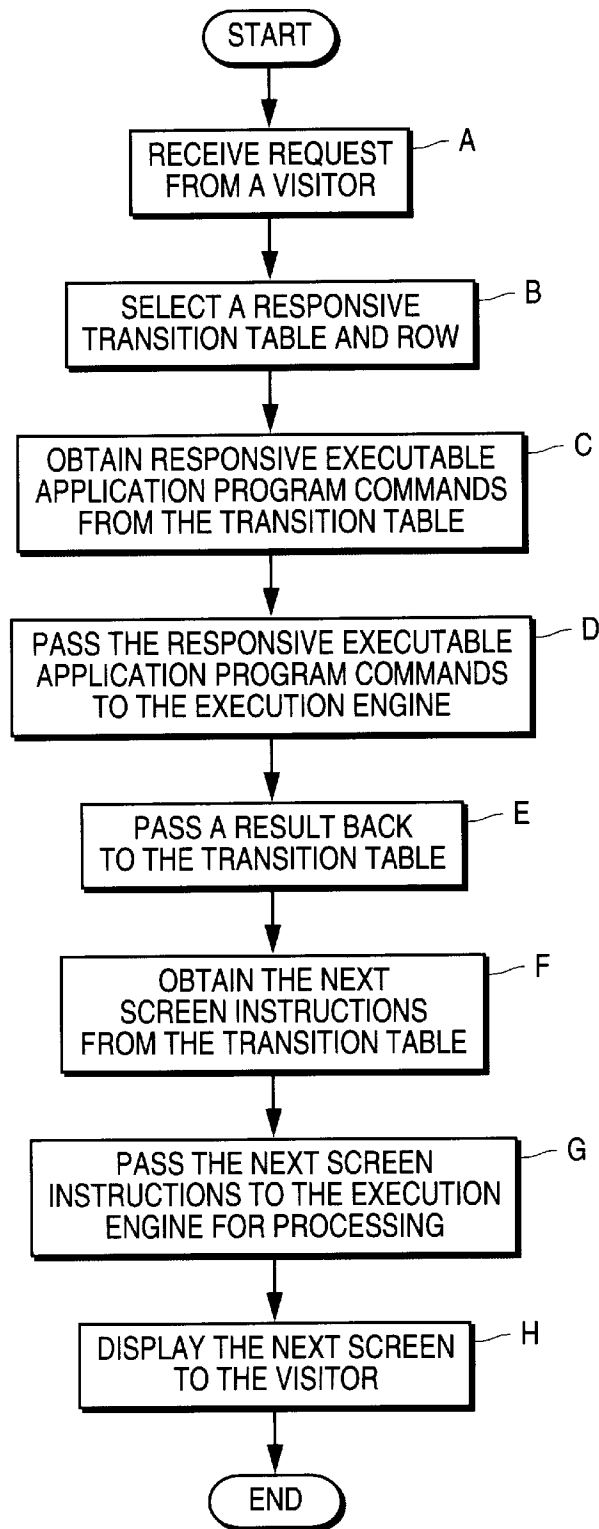 START
RECEIVE REQUEST
FROM A VISITOR
A
SELECT A RESPONSIVE
TRANSITION TABLE AND ROW
B
OBTAIN RESPONSIVE EXECUTABLE
APPLICATION PROGRAM COMMANDS
FROM THE TRANSITION TABLE
C
PASS THE RESPONSIVE EXECUTABLE
APPLICATION PROGRAM COMMANDS
TO THE EXECUTION ENGINE
D
PASS A RESULT BACK
TO THE TRANSITION TABLE
E
OBTAIN THE NEXT
SCREEN INSTRUCTIONS
FROM THE TRANSITION TABLE
F
PASS THE NEXT SCREEN
INSTRUCTIONS TO THE EXECUTION
ENGINE FOR PROCESSING
G
DISPLAY THE NEXT SCREEN
TO THE VISITOR
H
END